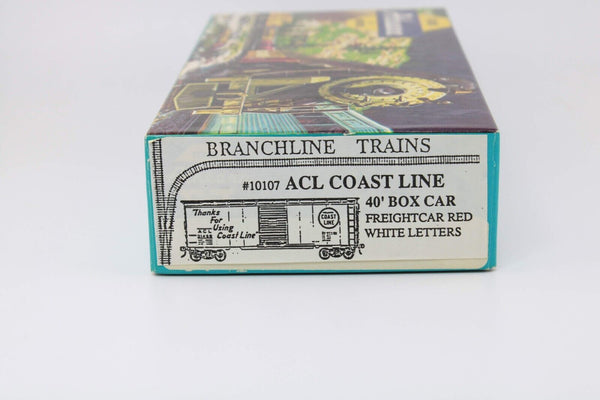 BRANCHLINE TRAINS
#10107 ACL COAST LINE
40' BOX CAR
FREIGHTCAR RED
WHITE LETTERS
"Thanks
For
Using
Coast Line"
ACL
COAST
LINE